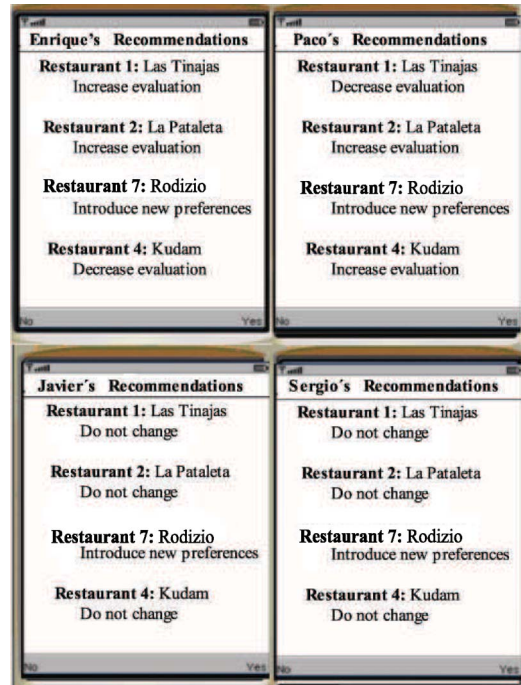 Enrique's Recommendations
Restaurant 1: Las Tinajas
Increase evaluation
Restaurant 2: La Pataleta
Increase evaluation
Restaurant 7: Rodizio
Introduce new preferences
Restaurant 4: Kudam
Decrease evaluation
No Yes
Paco´s Recommendations
Restaurant 1: Las Tinajas
Decrease evaluation
Restaurant 2: La Pataleta
Increase evaluation
Restaurant 7: Rodizio
Introduce new preferences
Restaurant 4: Kudam
Increase evaluation
No Yes
Javier´s Recommendations
Restaurant 1: Las Tinajas
Do not change
Restaurant 2: La Pataleta
Do not change
Restaurant 7: Rodizio
Introduce new preferences
Restaurant 4: Kudam
Do not change
No Yes
Sergio´s Recommendations
Restaurant 1: Las Tinajas
Do not change
Restaurant 2: La Pataleta
Do not change
Restaurant 7: Rodizio
Introduce new preferences
Restaurant 4: Kudam
Do not change
No Yes